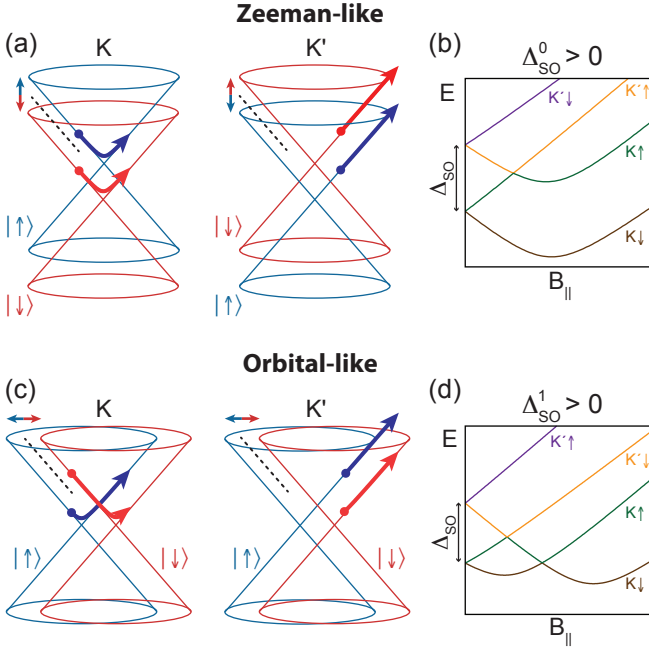 Zeeman-like
(a) K K' (b) Δ⁰SO > 0
E
K´↓
K´↑
K↑
K↓
ΔSO
B||
|↑⟩ |↓⟩
|↓⟩ |↑⟩
Orbital-like
(c) K K' (d) Δ¹SO > 0
E
K´↑
K´↓
K↑
K↓
ΔSO
B||
|↑⟩ |↓⟩ |↑⟩ |↓⟩